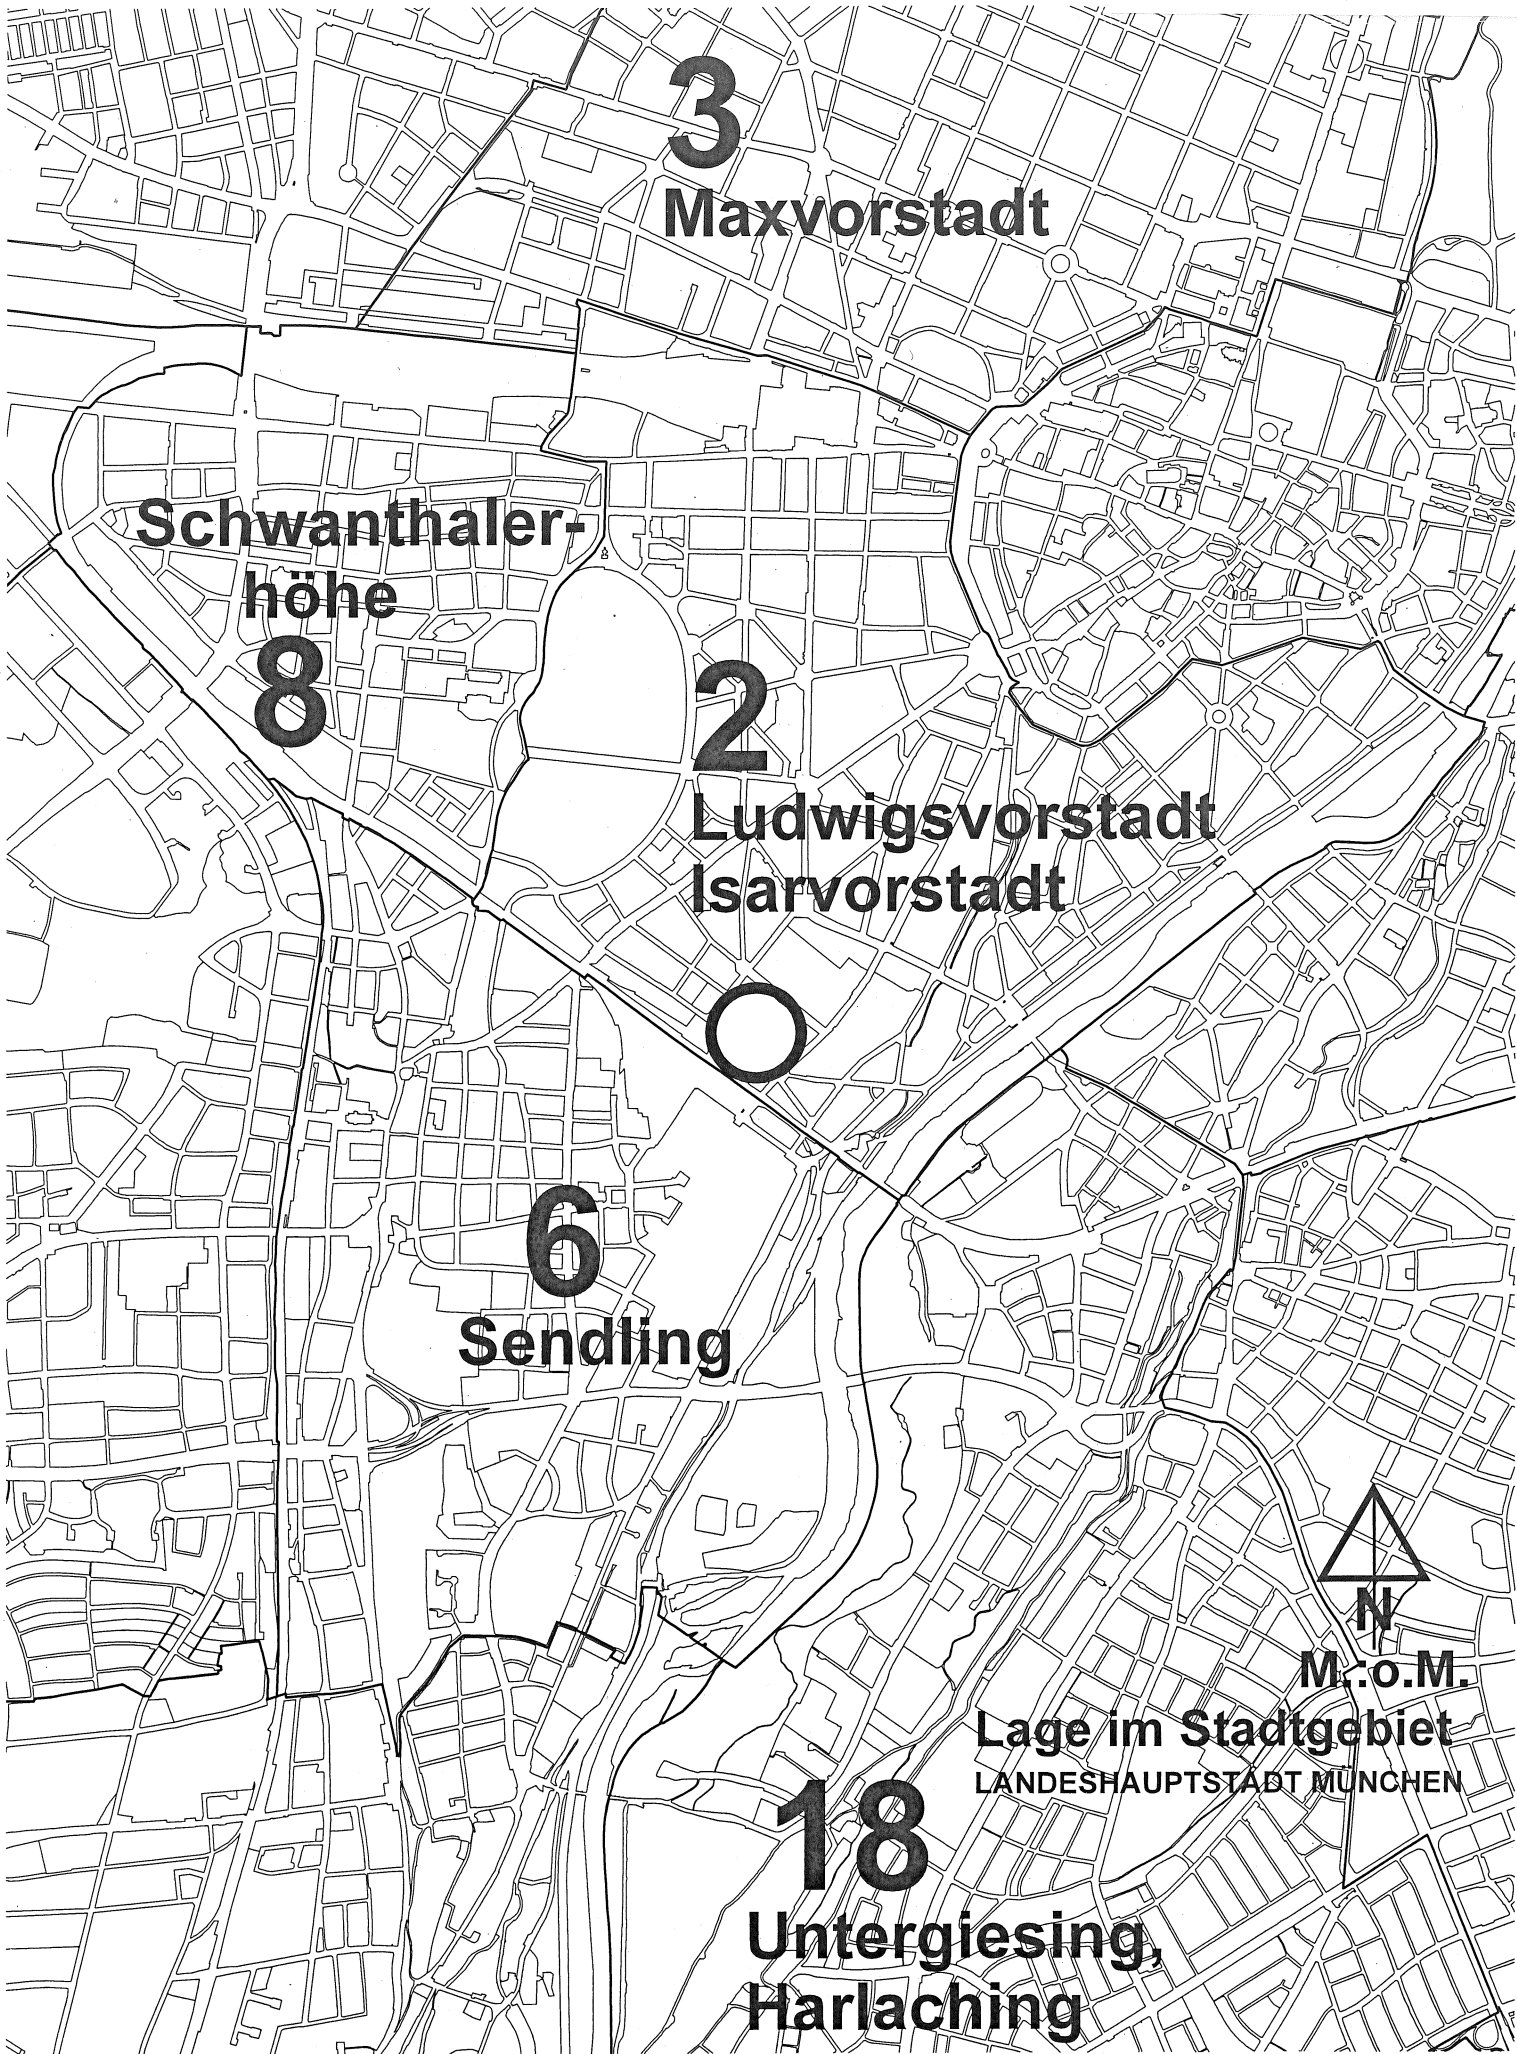 3
Maxvorstadt
Schwanthaler-
höhe
8
2
Ludwigsvorstadt
Isarvorstadt
6
Sendling
N
M.:o.M.
Lage im Stadtgebiet
LANDESHAUPTSTADT MÜNCHEN
18
Untergiesing,
Harlaching